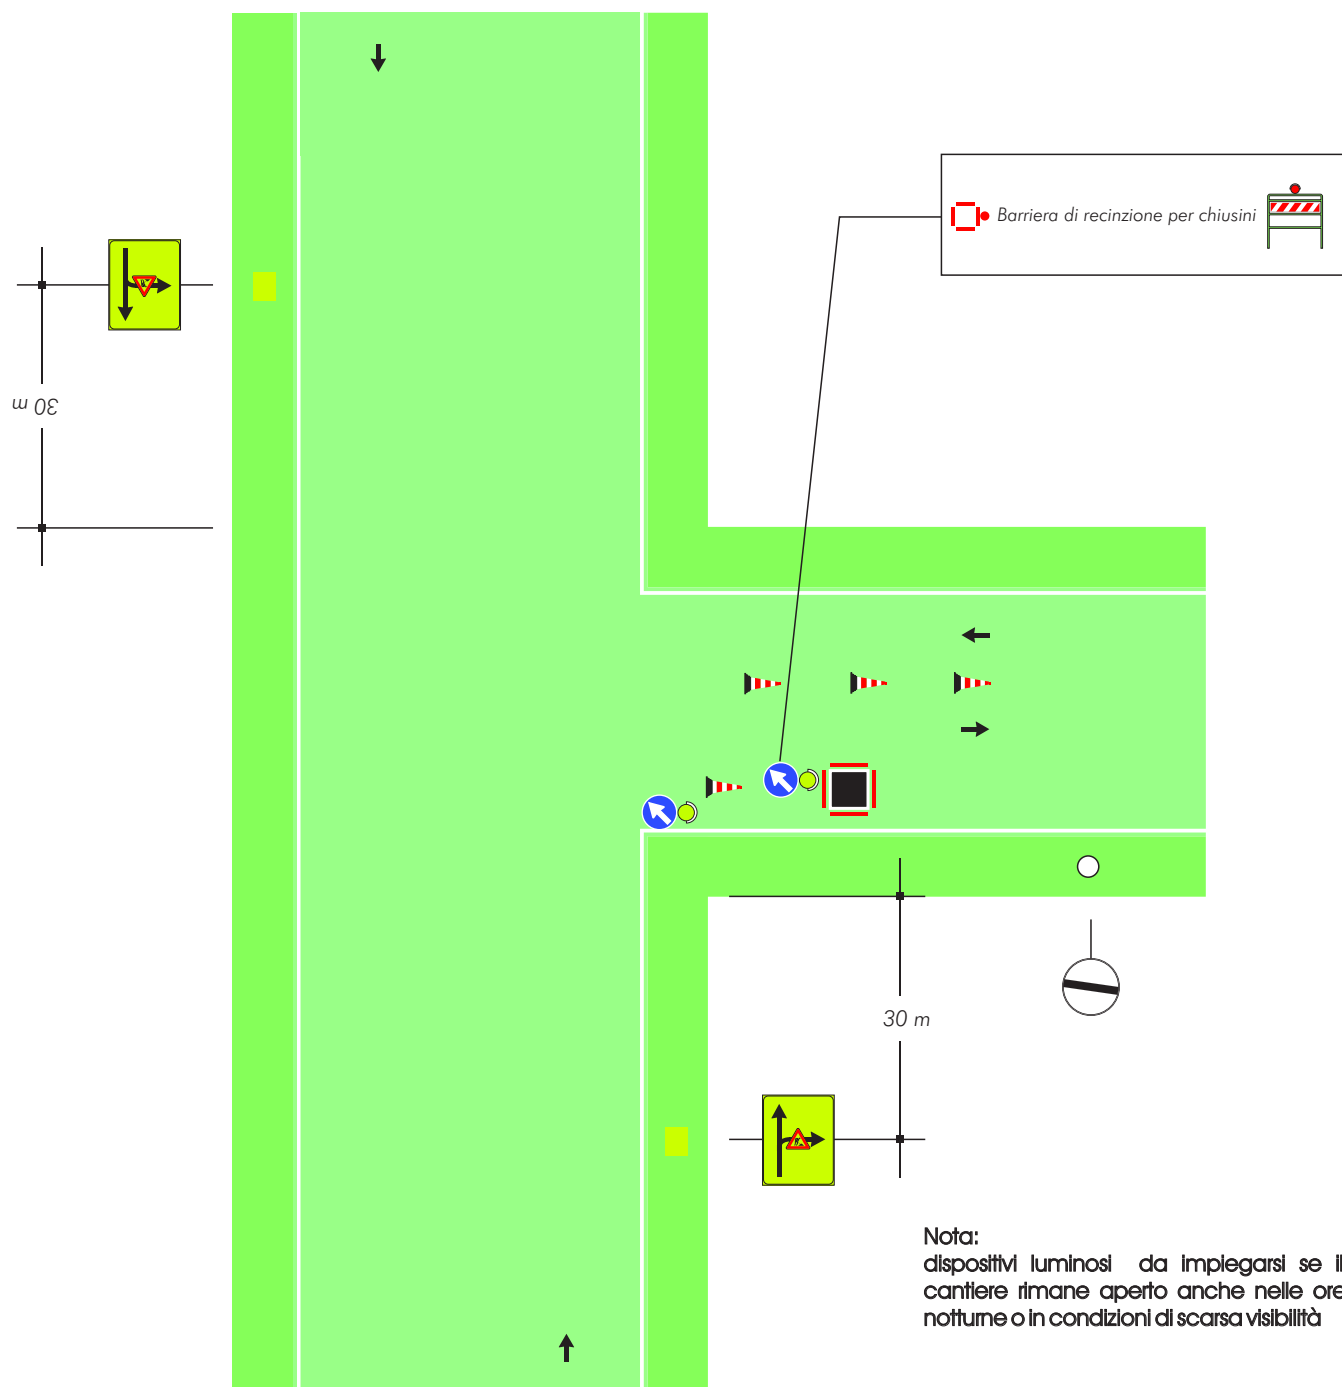 Barriera di recinzione per chiusini
30 m
30 m
Nota:
dispositivi luminosi da impiegarsi se il
cantiere rimane aperto anche nelle ore
notturne o in condizioni di scarsa visibilità